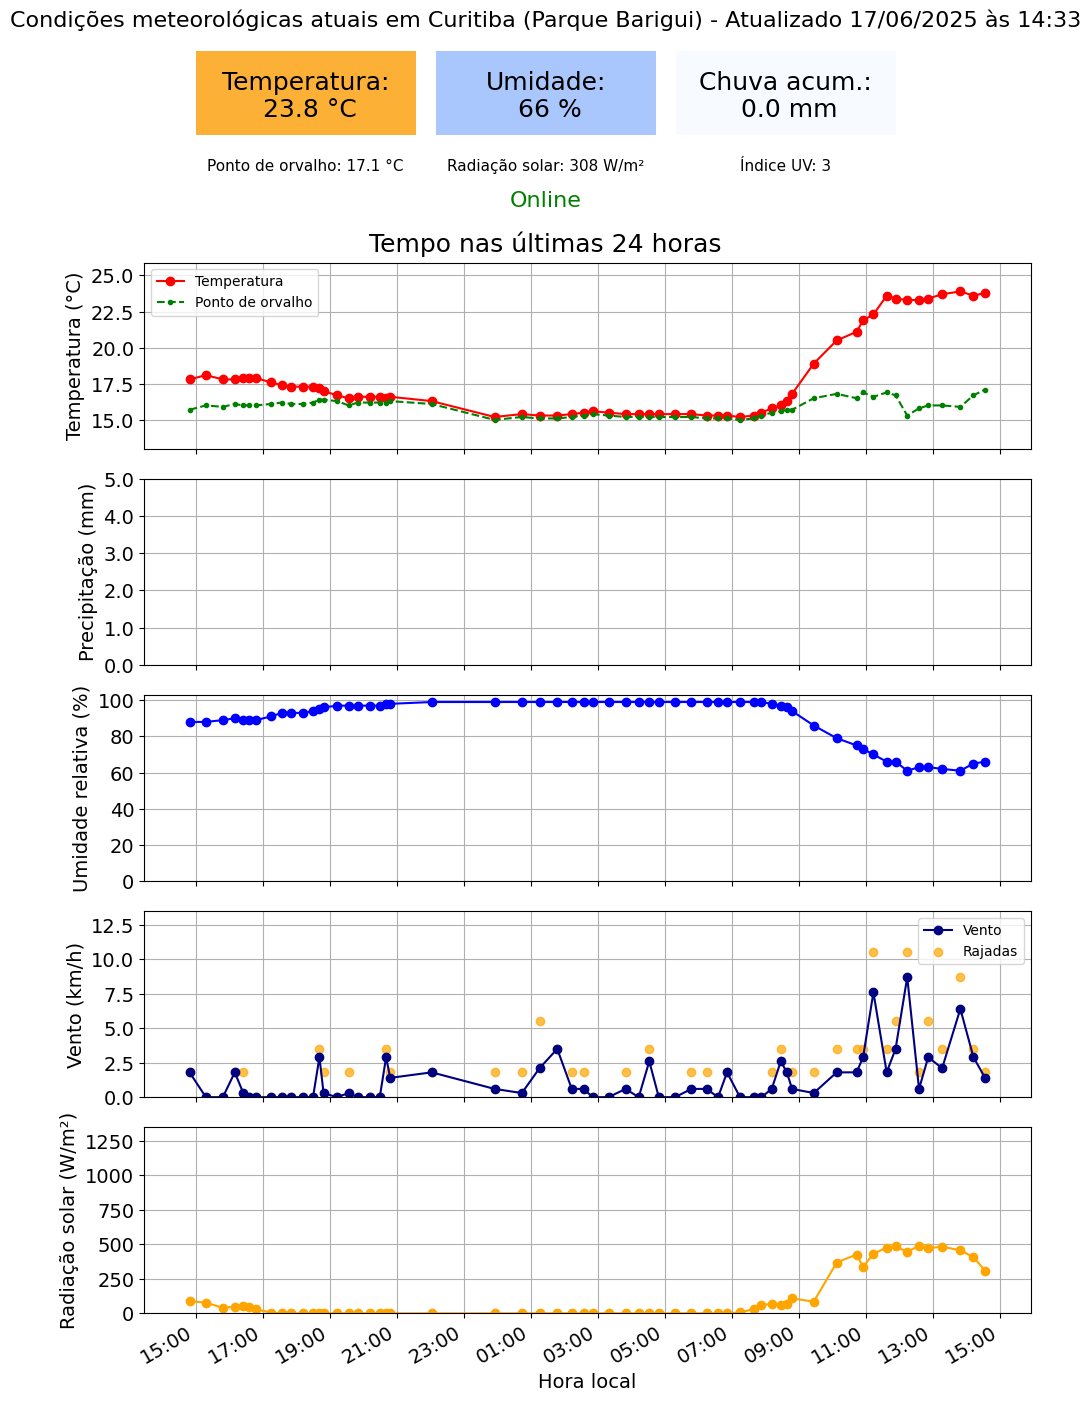 Condições meteorológicas atuais em Curitiba (Parque Barigui) - Atualizado 17/06/2025 às 14:33
Temperatura:
23.8 °C
Umidade:
66 %
Chuva acum.:
0.0 mm
Ponto de orvalho: 17.1 °C
Radiação solar: 308 W/m²
Índice UV: 3
Online
Tempo nas últimas 24 horas
Temperatura (°C)
25.0
22.5
20.0
17.5
15.0
Temperatura
Ponto de orvalho
Precipitação (mm)
5.0
4.0
3.0
2.0
1.0
0.0
Umidade relativa (%)
100
80
60
40
20
0
Vento (km/h)
12.5
10.0
7.5
5.0
2.5
0.0
Vento
Rajadas
Radiação solar (W/m²)
1250
1000
750
500
250
0
15:00
17:00
19:00
21:00
23:00
01:00
03:00
05:00
07:00
09:00
11:00
13:00
15:00
Hora local